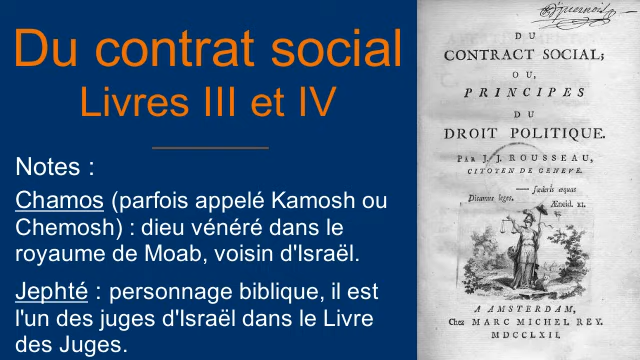 Du contrat social
Livres III et IV
Notes :
Chamos (parfois appelé Kamosh ou
Chemosh) : dieu vénéré dans le
royaume de Moab, voisin d'Israël.
Jephté : personnage biblique, il est
l'un des juges d'Israël dans le Livre
des Juges.
DU
CONTRACT SOCIAL;
OU,
PRINCIPES
DU
DROIT POLITIQUE.
PAR J. J. ROUSSEAU,
CITOYEN DE GENEVE.
— fœderis æquas
Dicamus leges.
Æneid. XI.
A AMSTERDAM,
Chez MARC MICHEL REY.
MDCCLXII.